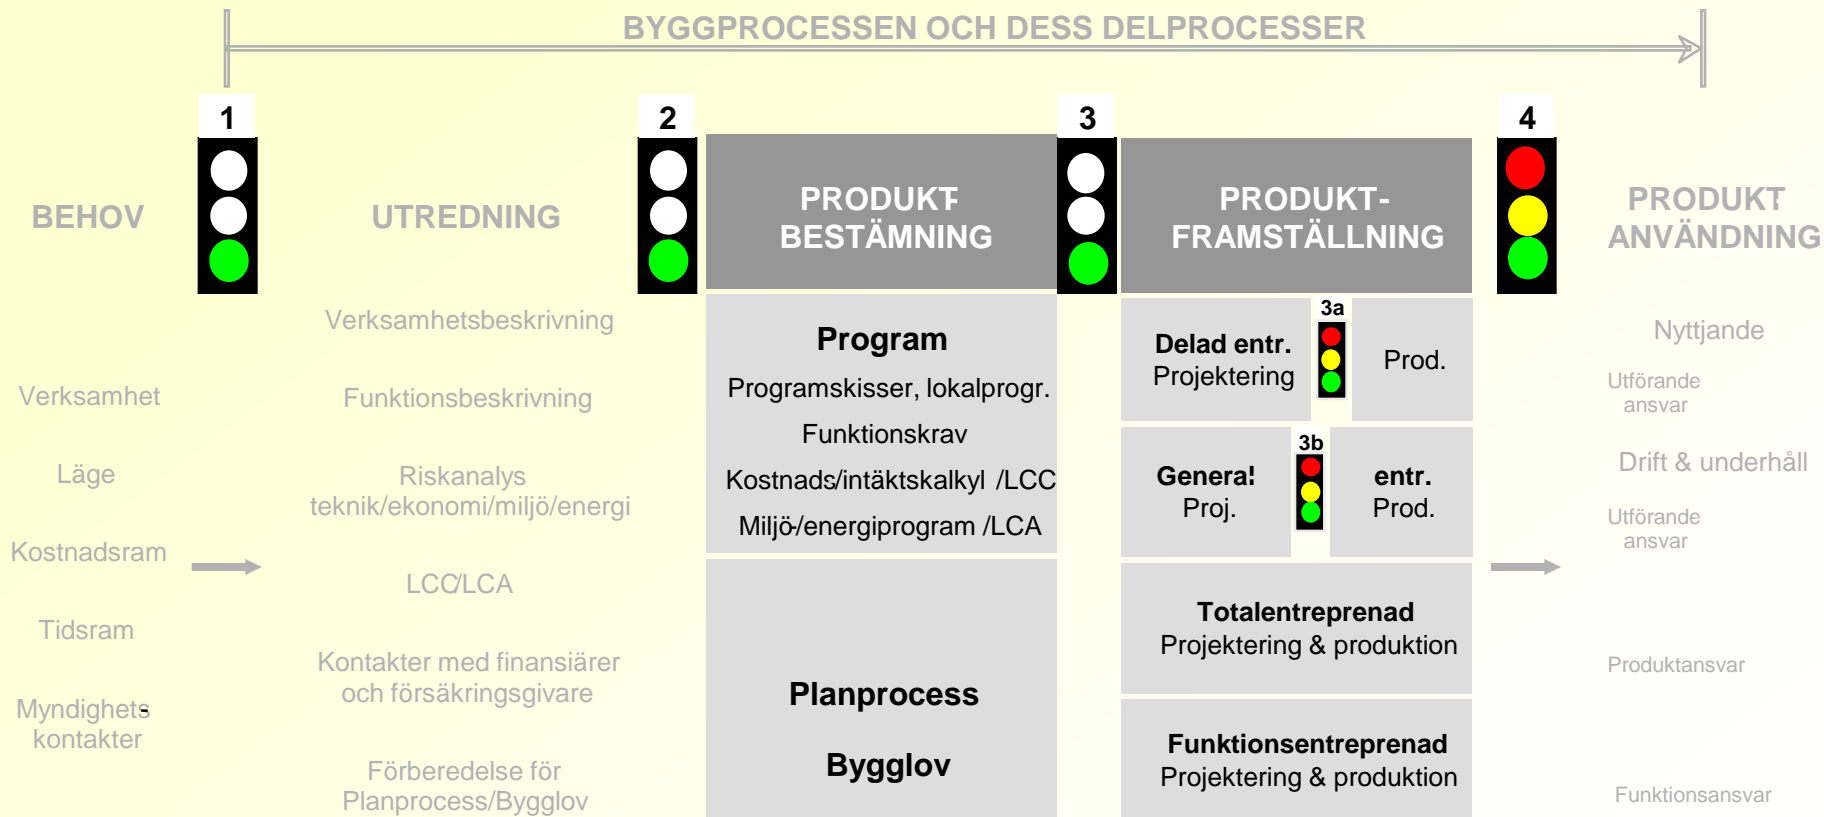 BYGGPROCESSEN OCH DESS DELPROCESSER
1
2
3
4
BEHOV
UTREDNING
PRODUKT-
BESTÄMNING
PRODUKT-
FRAMSTÄLLNING
PRODUKT
ANVÄNDNING
Verksamhet
Läge
Kostnadsram
Tidsram
Myndighets-
kontakter
Verksamhetsbeskrivning
Funktionsbeskrivning
Riskanalys
teknik/ekonomi/miljö/energi
LCC/LCA
Kontakter med finansiärer
och försäkringsgivare
Förberedelse för
Planprocess/Bygglov
Program
Programskisser, lokalprogr.
Funktionskrav
Kostnads-/intäktskalkyl /LCC
Miljö-/energiprogram /LCA
Planprocess
Bygglov
Delad entr.
Projektering
3a
Prod.
General-
Proj.
3b
entr.
Prod.
Totalentreprenad
Projektering & produktion
Funktionsentreprenad
Projektering & produktion
Nyttjande
Utförande
ansvar
Drift & underhåll
Utförande
ansvar
Produktansvar
Funktionsansvar